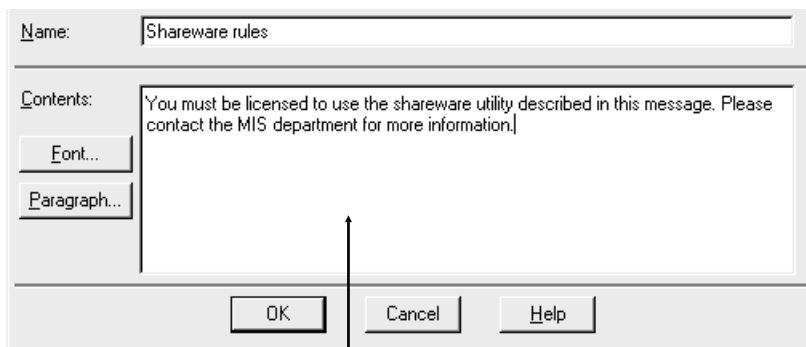 Name: Shareware rules
Contents: You must be licensed to use the shareware utility described in this message. Please
contact the MIS department for more information.
Font...
Paragraph...
OK Cancel Help